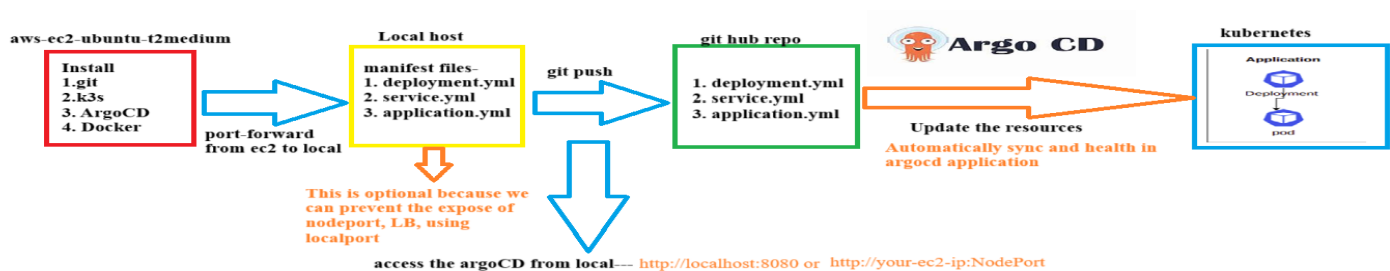 aws-ec2-ubuntu-t2medium
Install
1.git
2.k3s
3. ArgoCD
4. Docker
port-forward
from ec2 to local
Local host
manifest files-
1. deployment.yml
2. service.yml
3. application.yml
This is optional because we
can prevent the expose of
nodeport, LB, using
localport
git push
access the argoCD from local--- http://localhost:8080 or http://your-ec2-ip:NodePort
git hub repo
1. deployment.yml
2. service.yml
3. application.yml
Argo CD
Update the resources
Automatically sync and health in
argocd application
kubernetes
Application
Deployment
pod